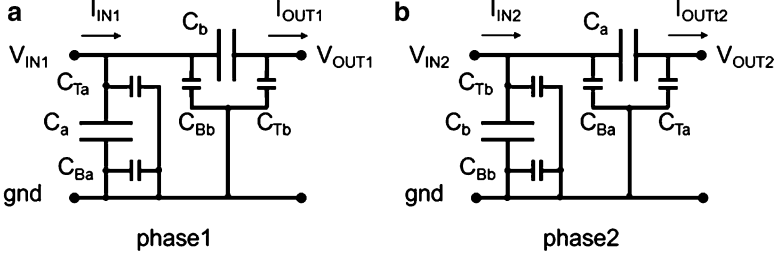 a
I_IN1
C_b
I_OUT1
V_IN1
V_OUT1
C_Ta
C_a
C_Bb
C_Tb
C_Ba
gnd
phase1
b
I_IN2
C_a
I_OUTt2
V_IN2
V_OUT2
C_Tb
C_b
C_Ba
C_Ta
C_Bb
gnd
phase2